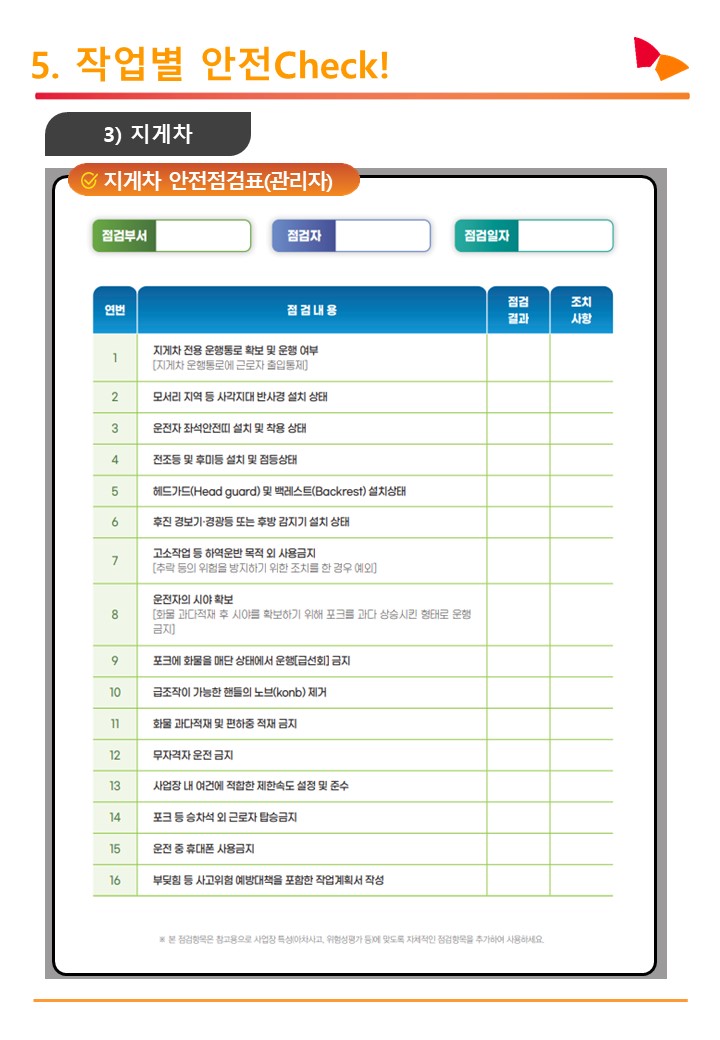 5. 작업별 안전Check!
3) 지게차
지게차 안전점검표(관리자)
점검부서
점검자
점검일자
연번
점 검 내 용
점검
결과
조치
사항
1
지게차 전용 운행통로 확보 및 운행 여부
[지게차 운행통로에 근로자 출입통제]
2
모서리 지역 등 사각지대 반사경 설치 상태
3
운전자 좌석안전띠 설치 및 착용 상태
4
전조등 및 후미등 설치 및 점등상태
5
헤드가드(Head guard) 및 백레스트(Backrest) 설치상태
6
후진 경보기·경광등 또는 후방 감지기 설치 상태
7
고소작업 등 하역운반 목적 외 사용금지
[추락 등의 위험을 방지하기 위한 조치를 한 경우 예외]
8
운전자의 시야 확보
[화물 과다적재 후 시야를 확보하기 위해 포크를 과다 상승시킨 형태로 운행
금지]
9
포크에 화물을 매단 상태에서 운행[급선회] 금지
10
급조작이 가능한 핸들의 노브(konb) 제거
11
화물 과다적재 및 편하중 적재 금지
12
무자격자 운전 금지
13
사업장 내 여건에 적합한 제한속도 설정 및 준수
14
포크 등 승차석 외 근로자 탑승금지
15
운전 중 휴대폰 사용금지
16
부딪힘 등 사고위험 예방대책을 포함한 작업계획서 작성
※ 본 점검항목은 참고용으로 사업장 특성(아차사고, 위험성평가 등)에 맞도록 자체적인 점검항목을 추가하여 사용하세요.